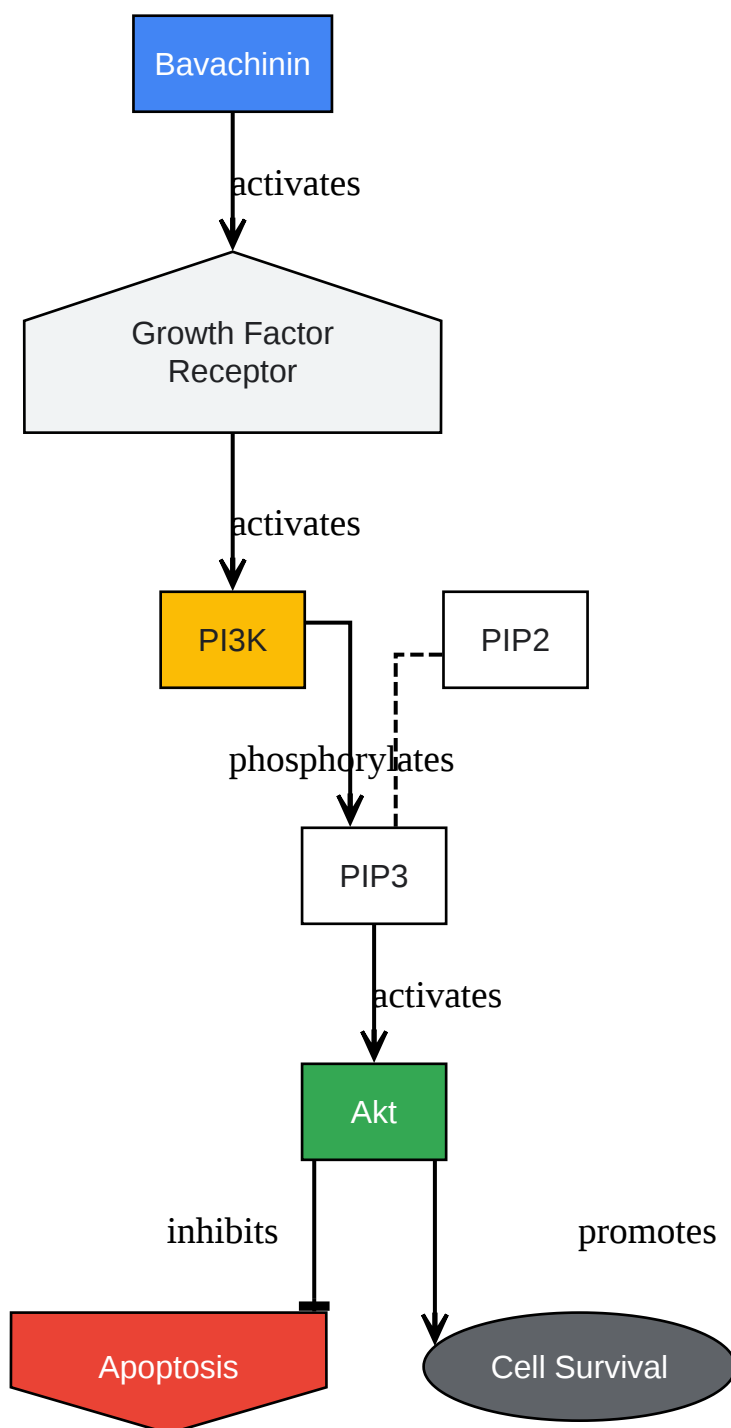 Bavachinin
activates
Growth Factor
Receptor
activates
PI3K
PIP2
phosphorylates
PIP3
activates
Akt
inhibits
promotes
Apoptosis
Cell Survival